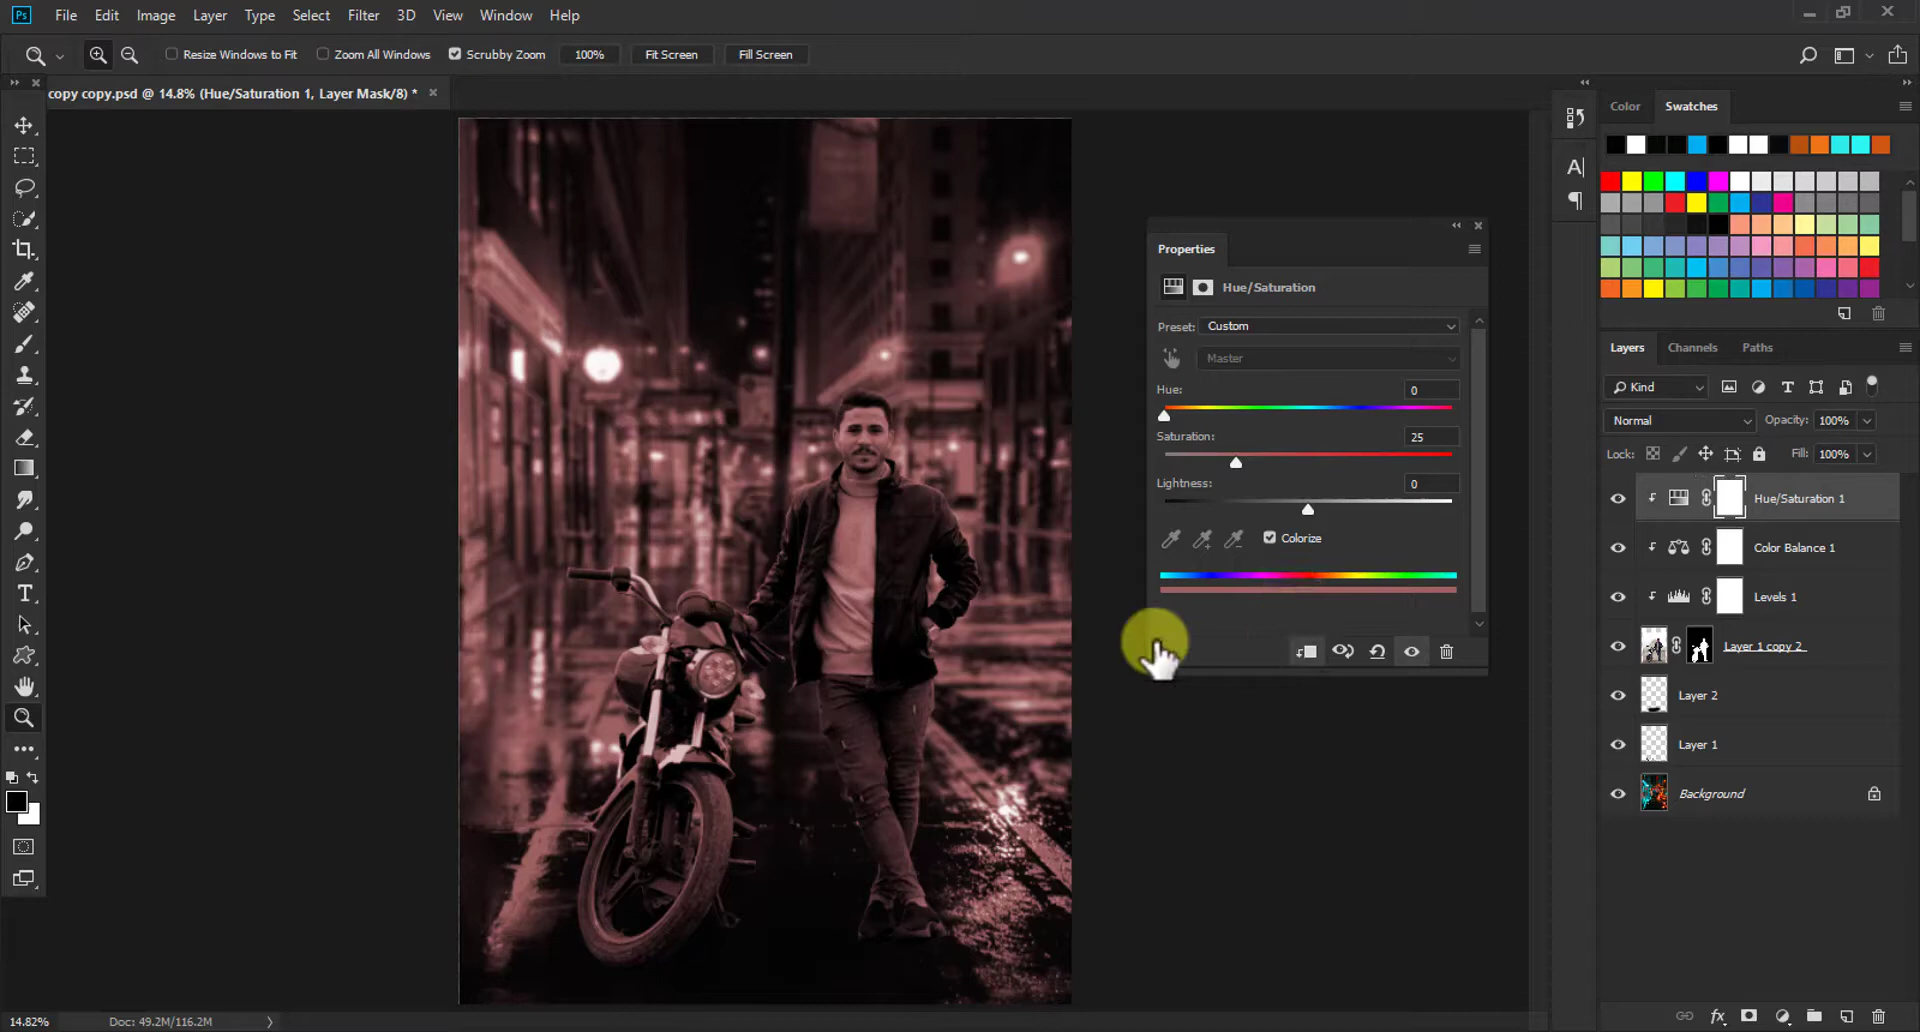 Ps File Edit Image Layer Type Select Filter 3D View Window Help
Resize Windows to Fit Zoom All Windows Scrubby Zoom 100% Fit Screen Fill Screen
copy copy.psd @ 14.8% (Hue/Saturation 1, Layer Mask/8) *
Color Swatches
Properties
Hue/Saturation
Preset: Custom
Master
Hue: 0
Saturation: 25
Lightness: 0
Colorize
Layers Channels Paths
Kind
Normal Opacity: 100%
Lock: Fill: 100%
Hue/Saturation 1
Color Balance 1
Levels 1
Layer 1 copy 2
Layer 2
Layer 1
Background
14.82% Doc: 49.2M/116.2M